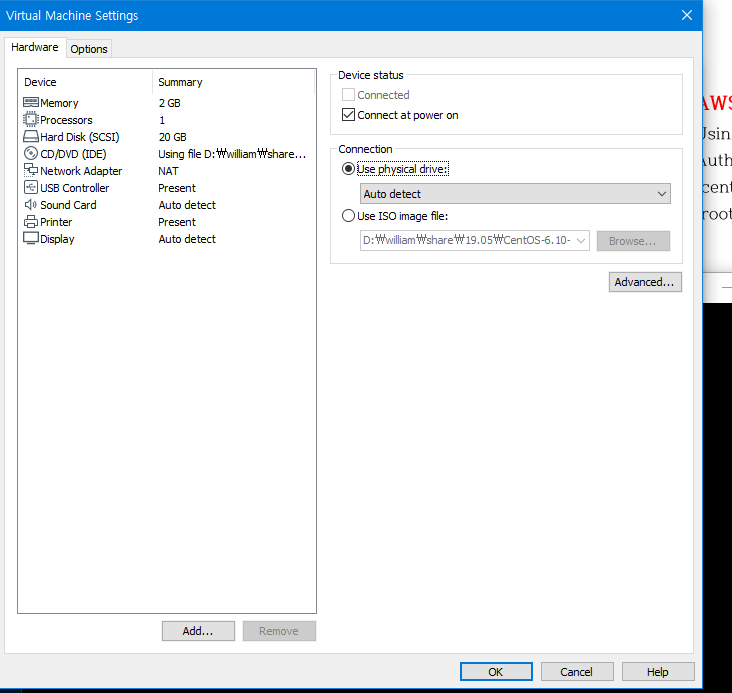 Virtual Machine Settings
Hardware Options
Device Summary
Memory 2 GB
Processors 1
Hard Disk (SCSI) 20 GB
CD/DVD (IDE) Using file D:₩william₩share...
Network Adapter NAT
USB Controller Present
Sound Card Auto detect
Printer Present
Display Auto detect
Add... Remove
Device status
Connected
Connect at power on
Connection
Use physical drive:
Auto detect
Use ISO image file:
D:₩william₩share₩19.05₩CentOS-6.10-
Browse...
Advanced...
OK Cancel Help
AWS
Usin
Auth
cent
root